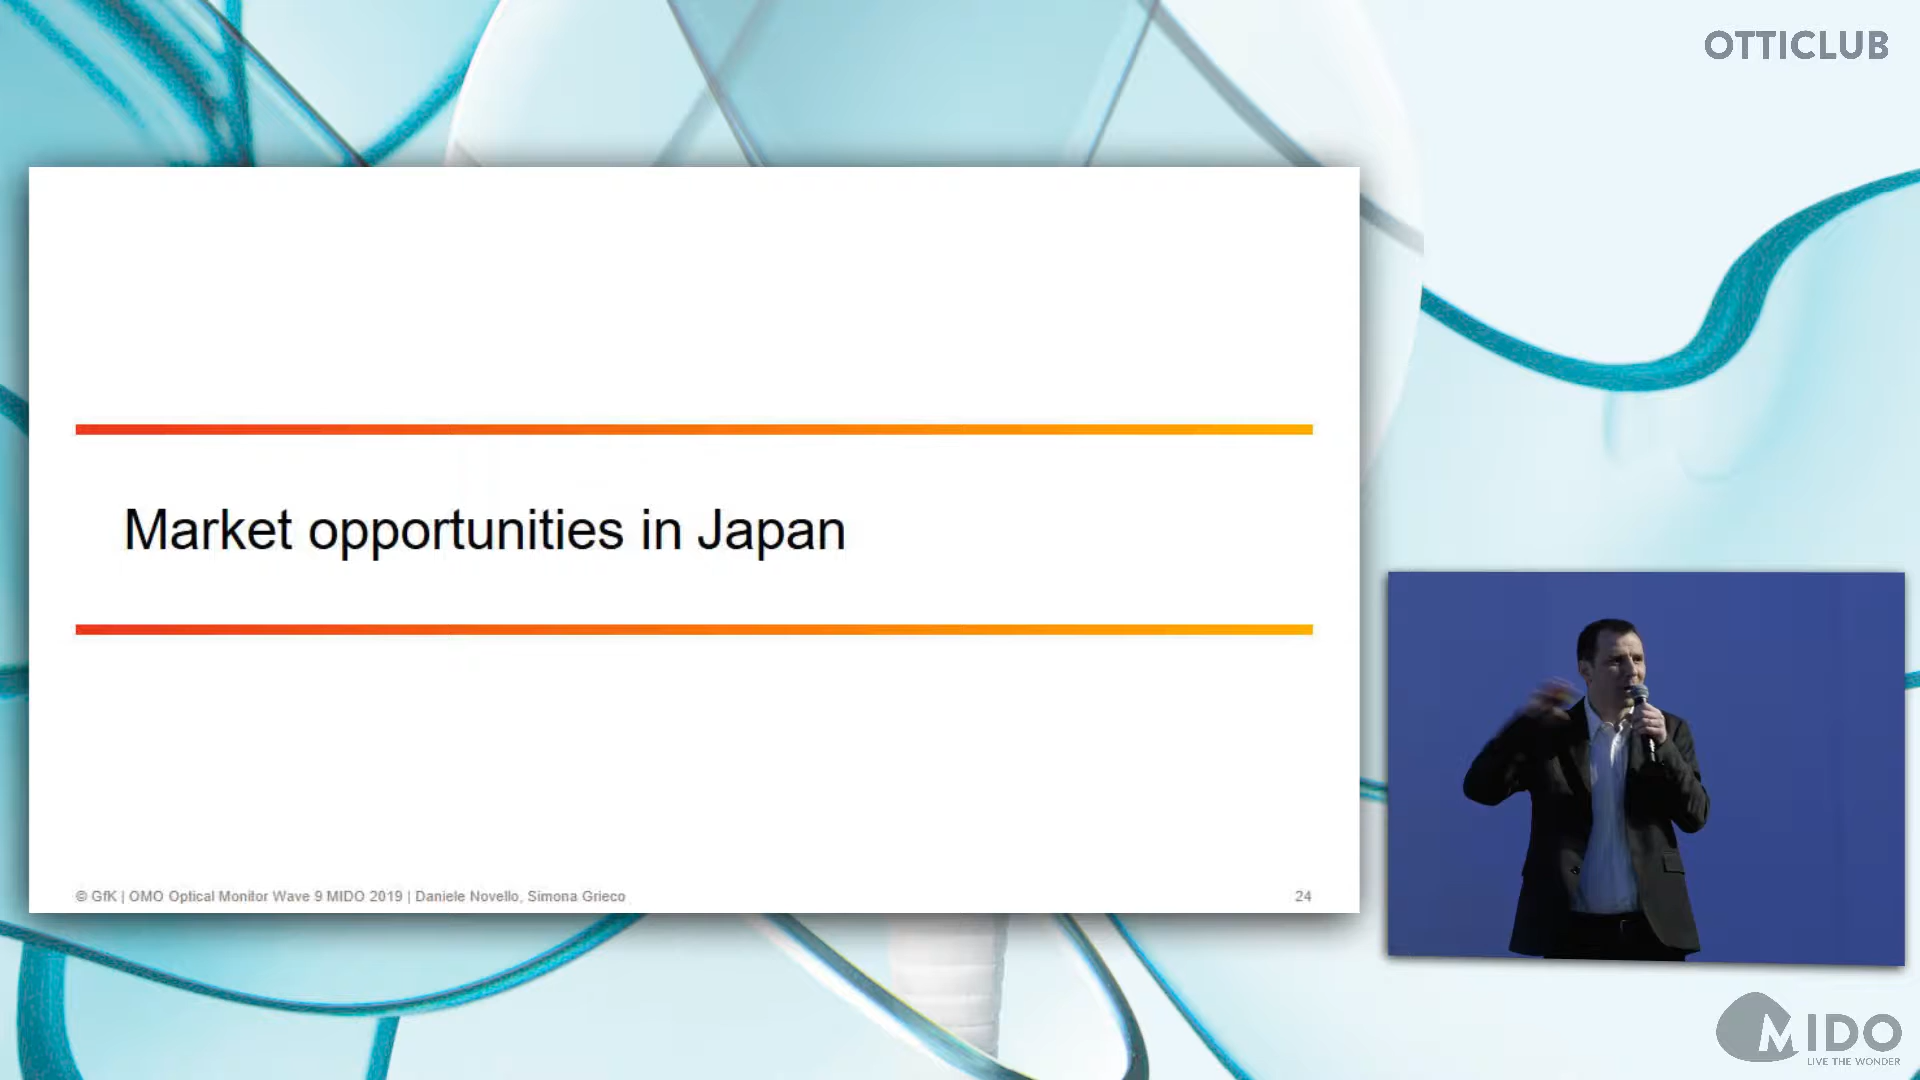 OTTICLUB
Market opportunities in Japan
© GfK | OMO Optical Monitor Wave 9 MIDO 2019 | Daniele Novello, Simona Grieco
24
MIDO
LIVE THE WONDER